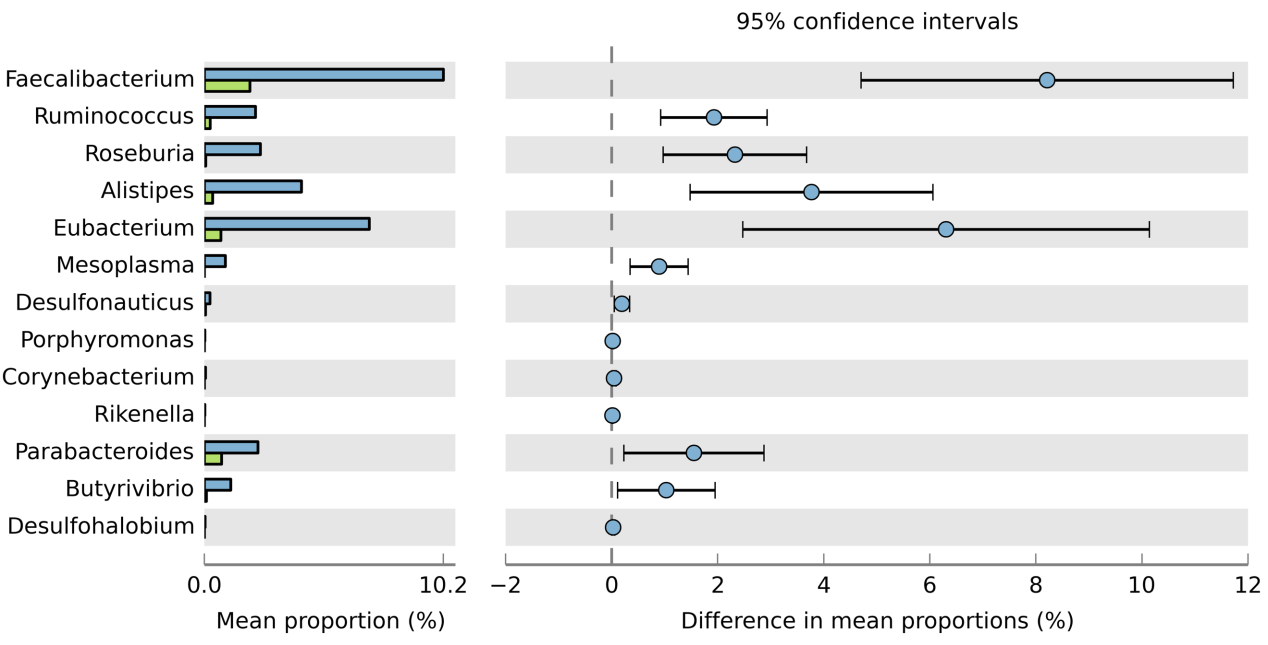 95% confidence intervals
Faecalibacterium
Ruminococcus
Roseburia
Alistipes
Eubacterium
Mesoplasma
Desulfonauticus
Porphyromonas
Corynebacterium
Rikenella
Parabacteroides
Butyrivibrio
Desulfohalobium
0.0 10.2 −2 0 2 4 6 8 10 12
Mean proportion (%) Difference in mean proportions (%)